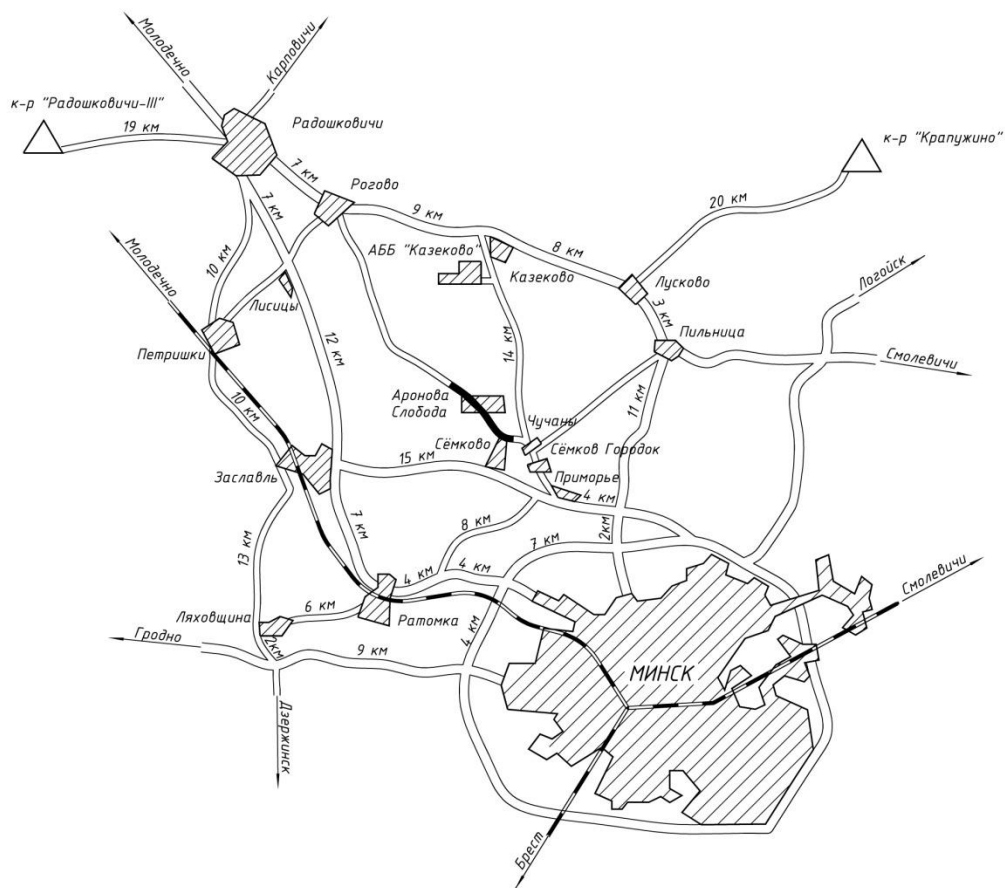 Молодечно
Карповичи
к-р "Радошковичи-III"
19 км
Радошковичи
7 км
Рогово
к-р "Крапужино"
20 км
7 км
9 км
8 км
Молодечно
10 км
АББ "Казеково"
Казеково
Лусково
Логойск
3 км
Лисицы
Пильница
Петришки
12 км
14 км
Смолевичи
Аронова
Слобода
11 км
10 км
Чучаны
Сёмково
Сёмков Городок
15 км
Заславль
Приморье
4 км
7 км
8 км
7 км
2км
13 км
4 км
4 км
Смолевичи
6 км
Ляховщина
Ратомка
Гродно
2км
9 км
4 км
МИНСК
Дзержинск
Брест